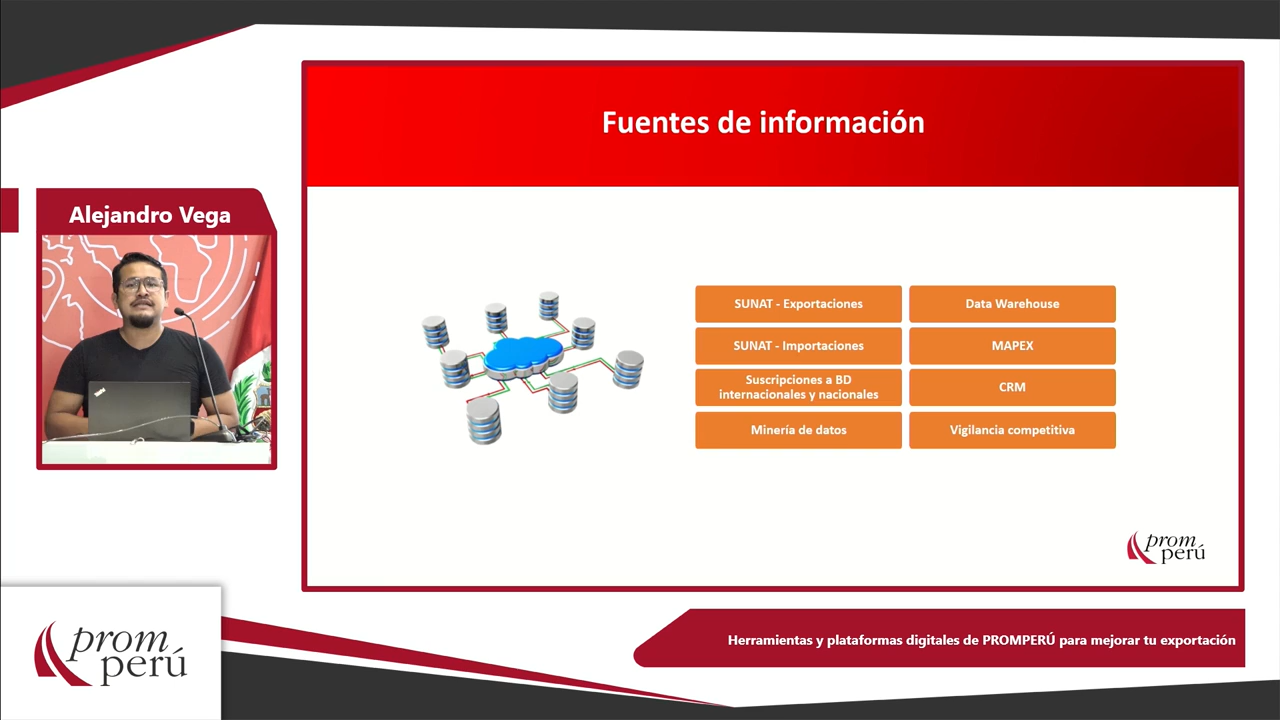 Fuentes de información
Alejandro Vega
SUNAT - Exportaciones
Data Warehouse
SUNAT - Importaciones
MAPEX
Suscripciones a BD
internacionales y nacionales
CRM
Minería de datos
Vigilancia competitiva
prom
perú
prom
perú
Herramientas y plataformas digitales de PROMPERÚ para mejorar tu exportación